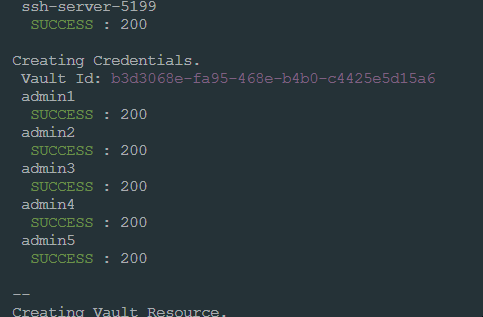 ssh-server-5199
SUCCESS : 200
Creating Credentials.
Vault Id: b3d3068e-fa95-468e-b4b0-c4425e5d15a6
admin1
SUCCESS : 200
admin2
SUCCESS : 200
admin3
SUCCESS : 200
admin4
SUCCESS : 200
admin5
SUCCESS : 200
--
Creating Vault Resource.